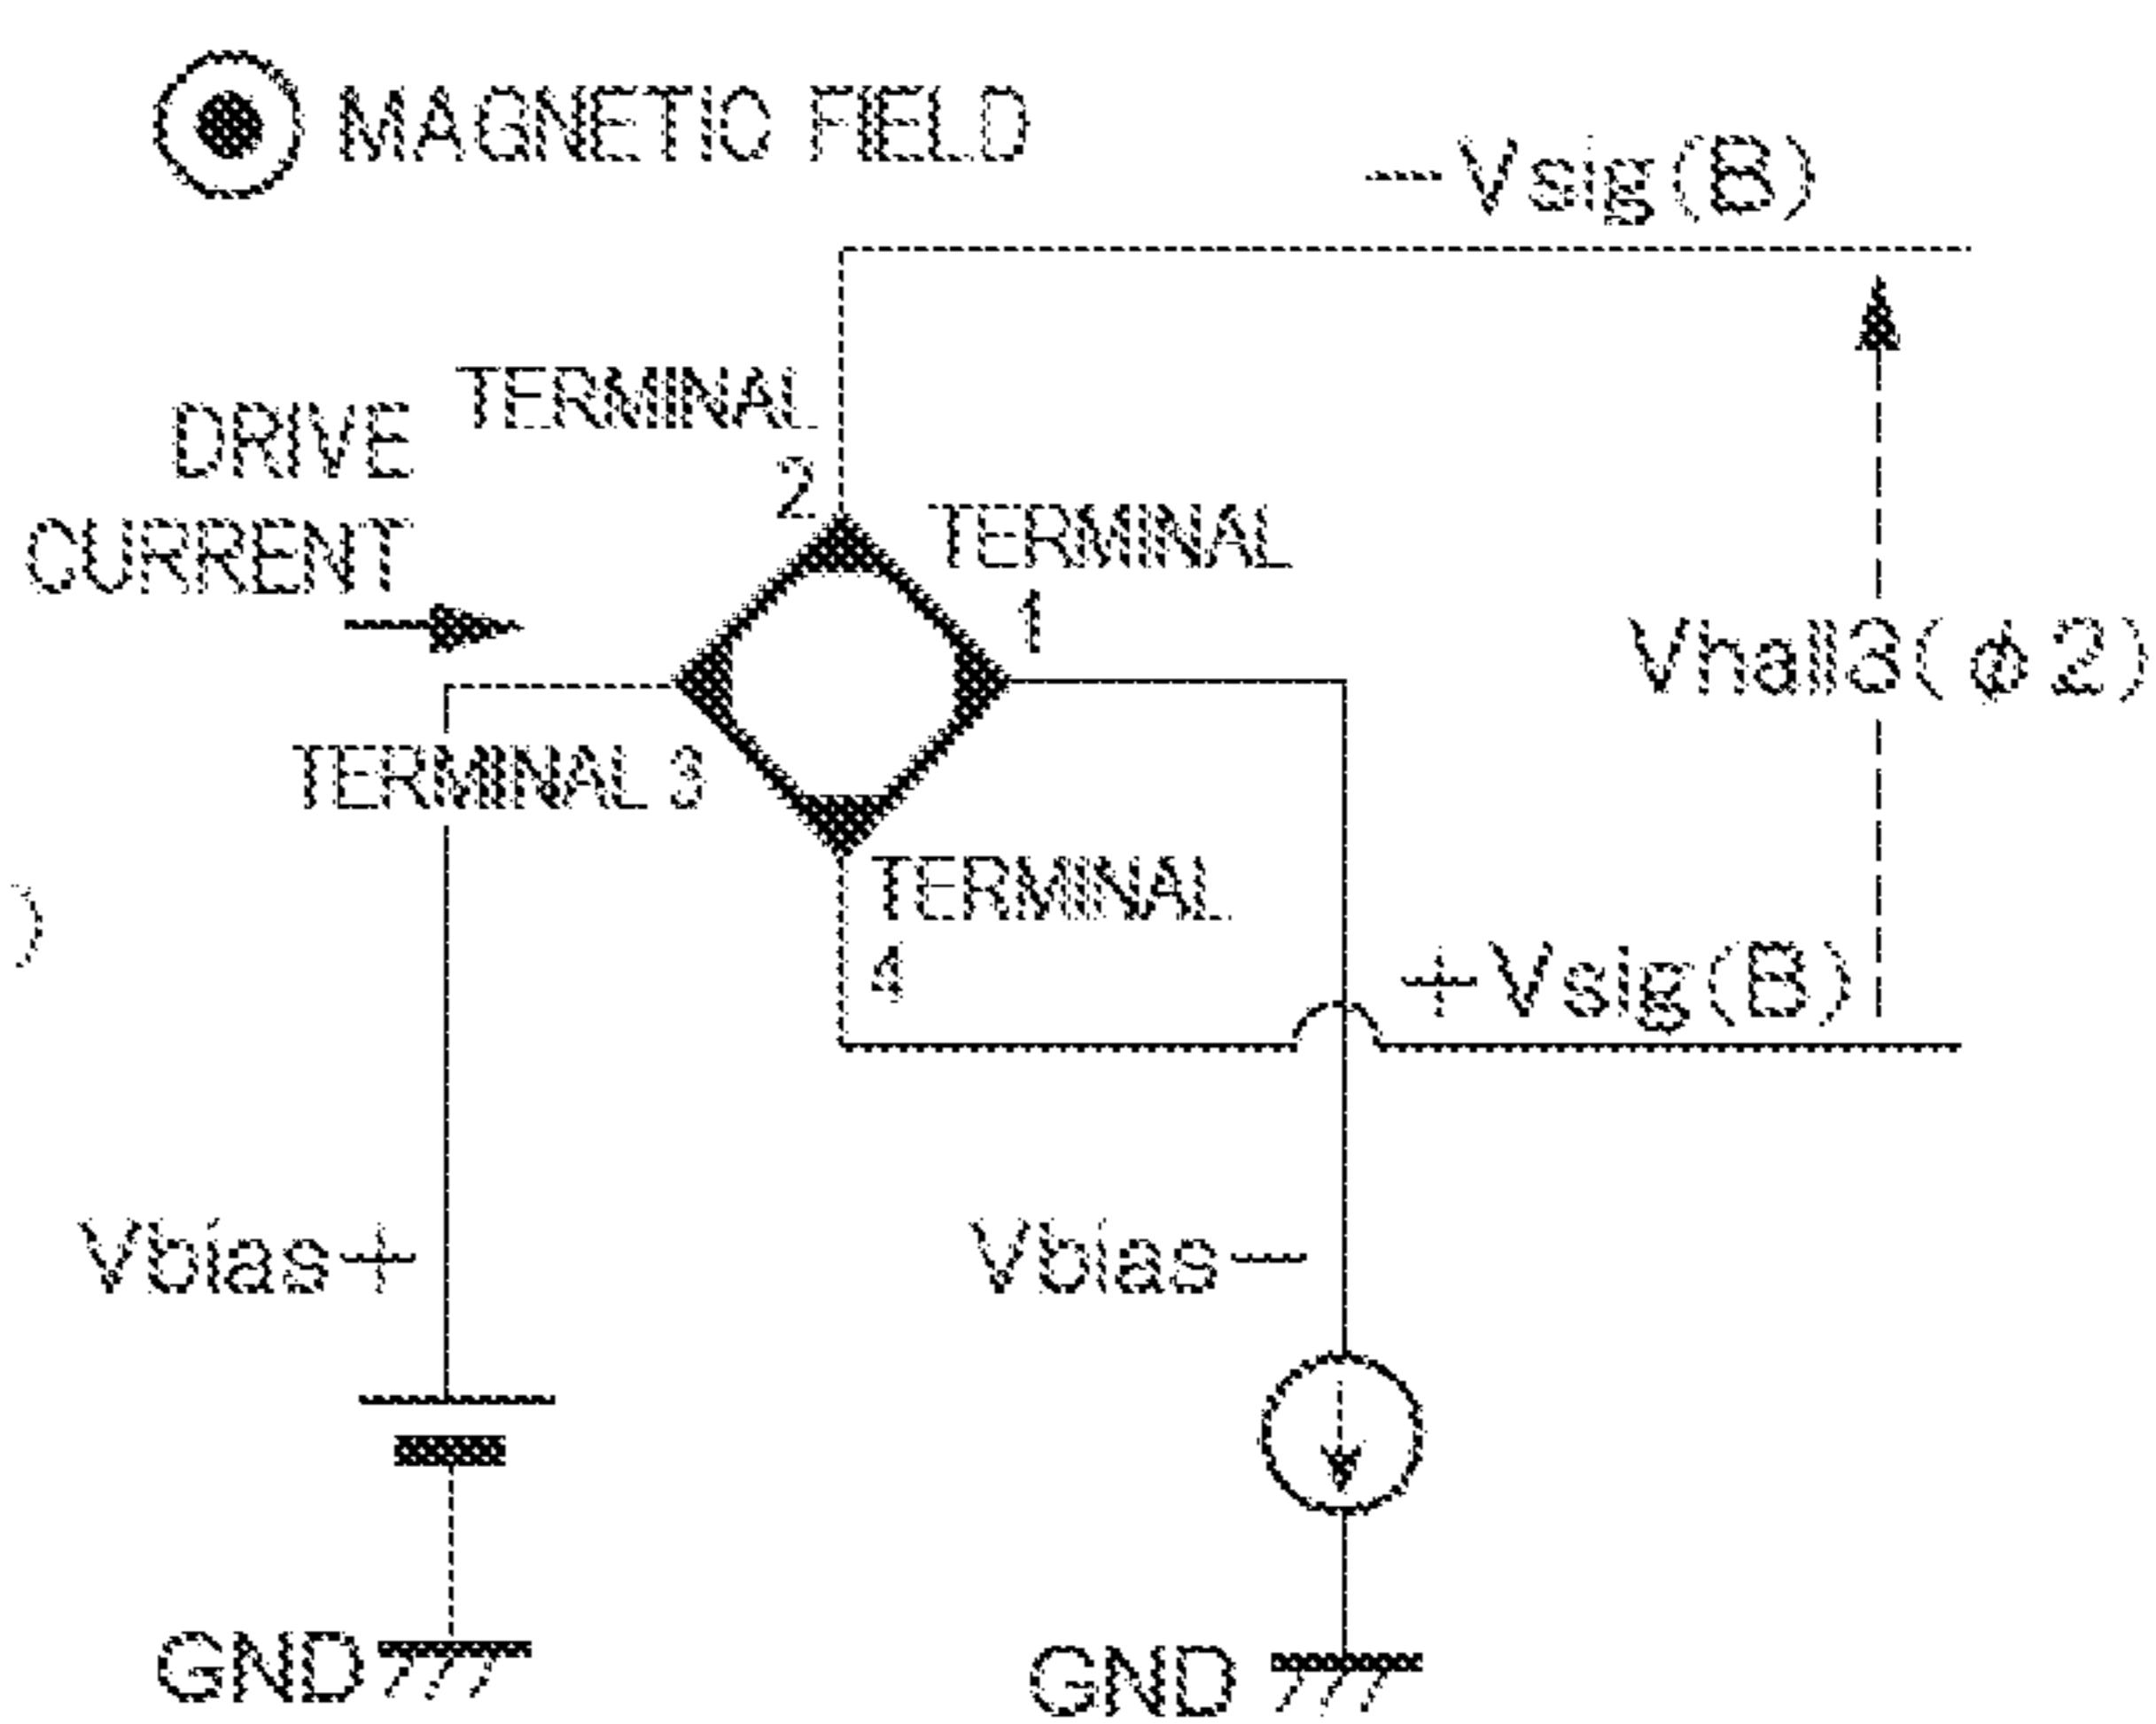 MAGNETIC FIELD
-Vsig(B)
TERMINAL
2
DRIVE
CURRENT
TERMINAL
1
Vhall3(φ2)
TERMINAL 3
TERMINAL
4
)
+Vsig(B)
Vbias+
Vbias-
GND
GND